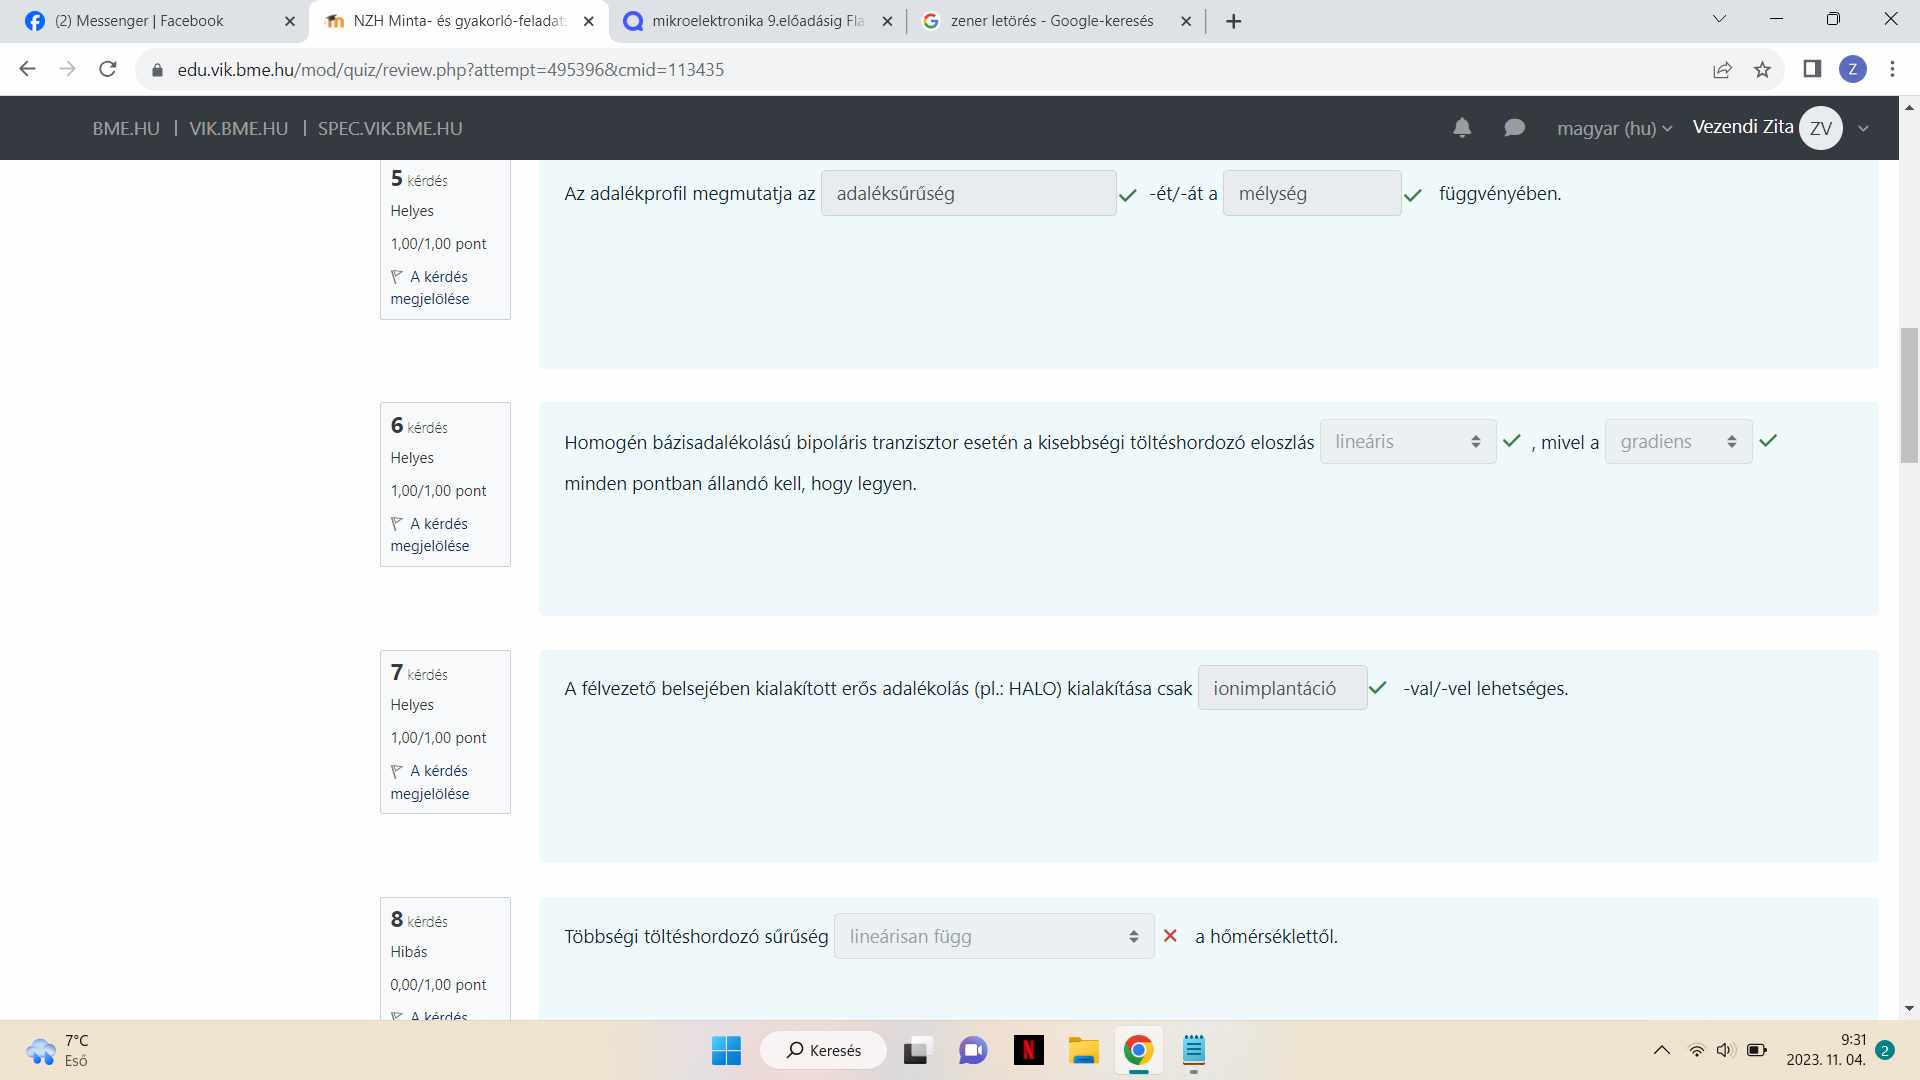 (2) Messenger | Facebook
NZH Minta- és gyakorló-feladat
mikroelektronika 9.előadásig Fla
zener letörés - Google-keresés
edu.vik.bme.hu/mod/quiz/review.php?attempt=495396&cmid=113435
Z
BME.HU | VIK.BME.HU | SPEC.VIK.BME.HU
magyar (hu)
Vezendi Zita
ZV
5 kérdés
Helyes
1,00/1,00 pont
A kérdés
megjelölése
Az adalékprofil megmutatja az adaléksűrűség -ét/-át a mélység függvényében.
6 kérdés
Helyes
1,00/1,00 pont
A kérdés
megjelölése
Homogén bázisadalékolású bipoláris tranzisztor esetén a kisebbségi töltéshordozó eloszlás lineáris , mivel a gradiens
minden pontban állandó kell, hogy legyen.
7 kérdés
Helyes
1,00/1,00 pont
A kérdés
megjelölése
A félvezető belsejében kialakított erős adalékolás (pl.: HALO) kialakítása csak ionimplantáció -val/-vel lehetséges.
8 kérdés
Hibás
0,00/1,00 pont
A kérdés
Többségi töltéshordozó sűrűség lineárisan függ a hőmérséklettől.
7°C
Eső
Keresés
N
9:31
2023. 11. 04.
2